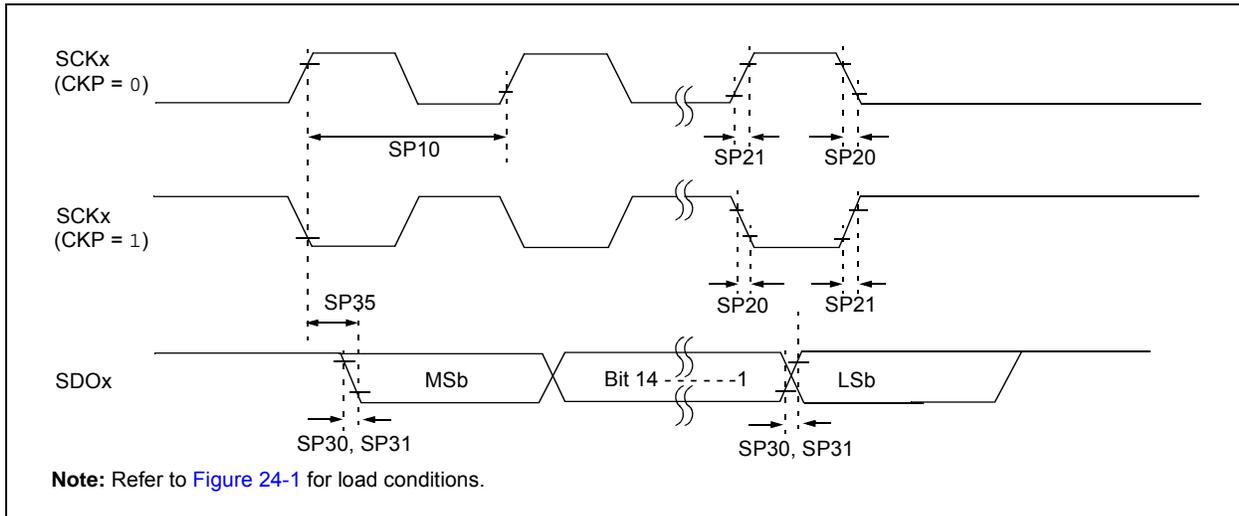 SCKx
(CKP = 0)
SP10
SP21
SP20
SCKx
(CKP = 1)
SP20
SP21
SP35
SDOx
MSb
Bit 14 - - - - - -1
LSb
SP30, SP31
SP30, SP31
Note: Refer to Figure 24-1 for load conditions.